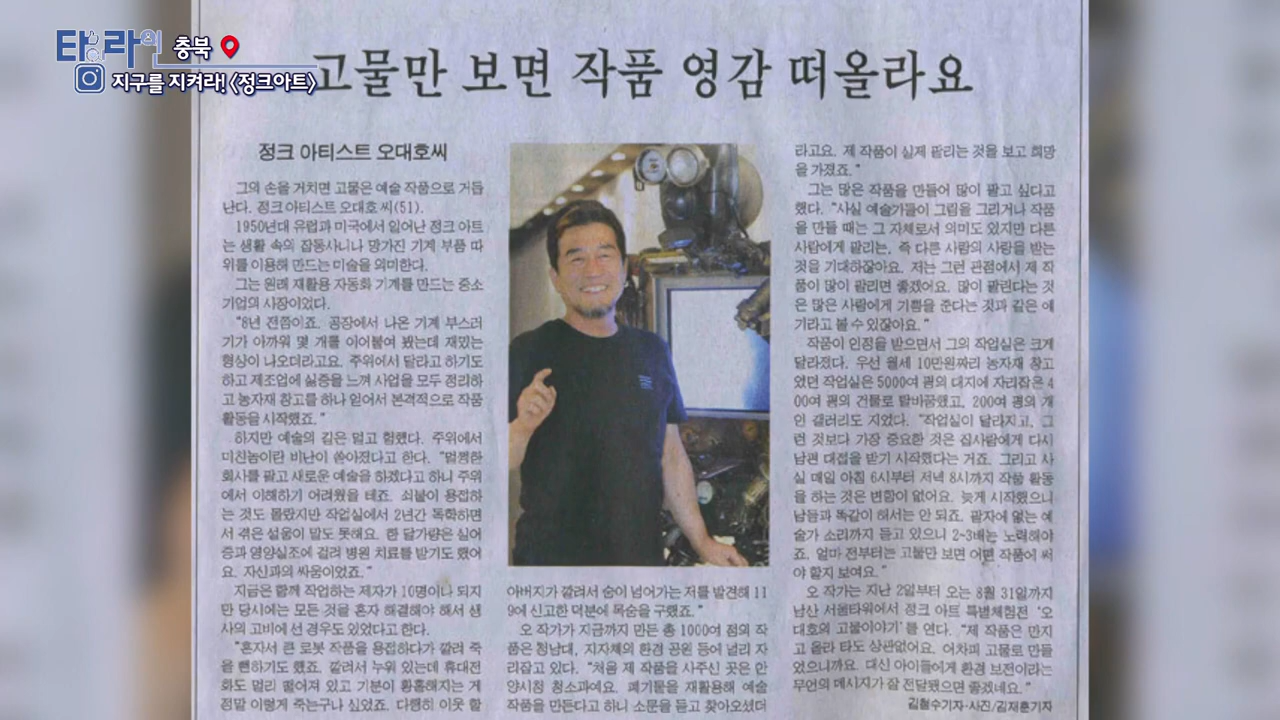 타 라의 충북
지구를 지켜라! <정크아트>
고물만 보면 작품 영감 떠올라요
정크 아티스트 오대호씨
그의 손을 거치면 고물은 예술 작품으로 거듭
난다. 정크 아티스트 오대호 씨(51).
1950년대 유럽과 미국에서 일어난 정크 아트
는 생활 속의 잡동사니나 망가진 기계 부품 따
위를 이용해 만드는 미술을 의미한다.
그는 원래 재활용 자동화 기계를 만드는 중소
기업의 사장이었다.
"8년 전쯤이죠. 공장에서 나온 기계 부스러
기가 아까워 몇 개를 이어붙여 봤는데 재밌는
형상이 나오더라고요. 주위에서 달라고 하기도
하고 제조업에 싫증을 느껴 사업을 모두 정리하
고 농자재 창고를 하나 얻어서 본격적으로 작품
활동을 시작했죠."
하지만 예술의 길은 멀고 험했다. 주위에서
미친놈이란 비난이 쏟아졌다고 한다. "멀쩡한
회사를 팔고 새로운 예술을 하겠다고 하니 주위
에서 이해하기 어려웠을 테죠. 쇠붙이 용접하
는 것도 몰랐지만 작업실에서 2년간 독학하면
서 겪은 설움이 말도 못해요. 한 달가량은 실어
증과 영양실조에 걸려 병원 치료를 받기도 했어
요. 자신과의 싸움이었죠."
지금은 함께 작업하는 제자가 10명이나 되지
만 당시에는 모든 것을 혼자 해결해야 해서 생
사의 고비에 선 경우도 있었다고 한다.
"혼자서 큰 로봇 작품을 용접하다가 깔려 죽
을 뻔하기도 했죠. 깔려서 누워 있는데 휴대전
화도 멀리 떨어져 있고 기분이 황홀해지는 게
정말 이렇게 죽는구나 싶었죠. 다행히 이웃 할
아버지가 깔려서 숨이 넘어가는 저를 발견해 11
9에 신고한 덕분에 목숨을 구했죠."
오 작가가 지금까지 만든 총 1000여 점의 작
품은 청남대, 지자체의 환경 공원 등에 널리 자
리잡고 있다. "처음 제 작품을 사주신 곳은 안
양시청 청소과예요. 폐기물을 재활용해 예술
작품을 만든다고 하니 소문을 듣고 찾아오셨더
라고요. 제 작품이 실제 팔리는 것을 보고 희망
을 가졌죠."
그는 많은 작품을 만들어 많이 팔고 싶다고
했다. "사실 예술가들이 그림을 그리거나 작품
을 만들 때는 그 자체로서 의미도 있지만 다른
사람에게 팔리는, 즉 다른 사람의 사랑을 받는
것을 기대하잖아요. 저는 그런 관점에서 제 작
품이 많이 팔리면 좋겠어요. 많이 팔린다는 것
은 많은 사람에게 기쁨을 준다는 것과 같은 얘
기라고 볼 수 있잖아요."
작품이 인정을 받으면서 그의 작업실은 크게
달라졌다. 우선 월세 10만원짜리 농자재 창고
였던 작업실은 5000여 평의 대지에 자리잡은 4
00여 평의 건물로 탈바꿈했고, 200여 평의 개
인 갤러리도 지었다. "작업실이 달라지고, 그
런 것보다 가장 중요한 것은 집사람에게 다시
남편 대접을 받기 시작했다는 거죠. 그리고 사
실 매일 아침 6시부터 저녁 8시까지 작품 활동
을 하는 것은 변함이 없어요. 늦게 시작했으니
남들과 똑같이 해서는 안 되죠. 팔자에 없는 예
술가 소리까지 듣고 있으니 2~3배는 노력해야
죠. 얼마 전부터는 고물만 보면 어떤 작품에 써
야 할지 보여요."
오 작가는 지난 2일부터 오는 8월 31일까지
남산 서울타워에서 정크 아트 특별체험전 '오
대호의 고물이야기'를 연다. "제 작품은 만지
고 올라 타도 상관없어요. 어차피 고물로 만들
었으니까요. 대신 아이들에게 환경 보전이라는
무언의 메시지가 잘 전달됐으면 좋겠네요."
김철수기자·사진/김재훈기자